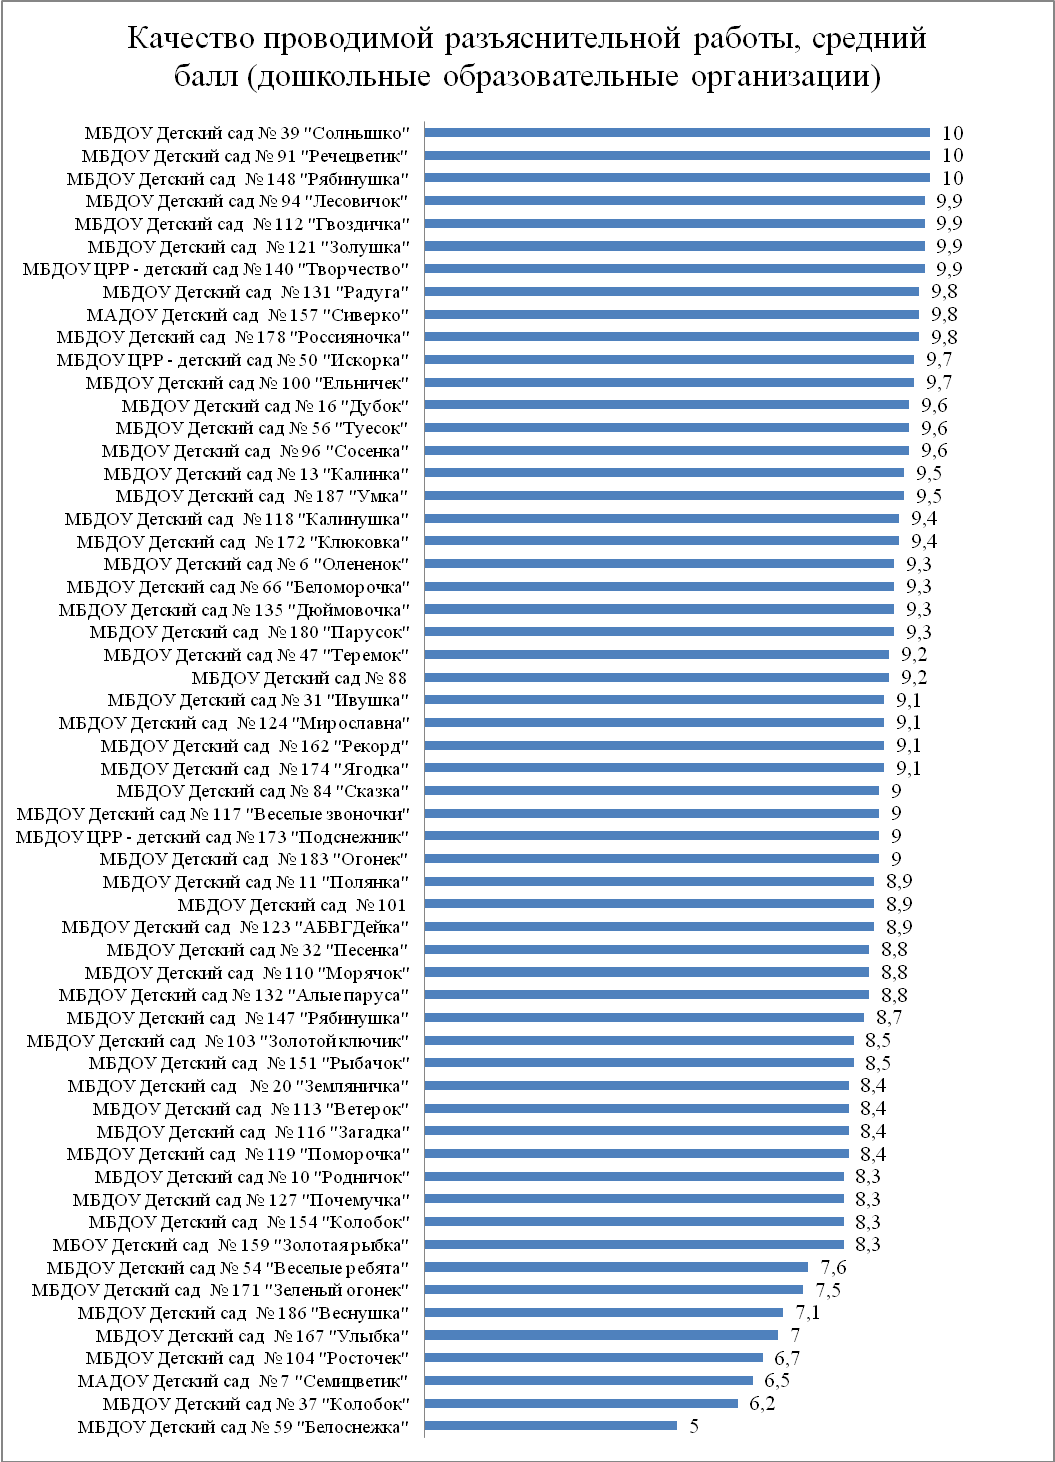 Качество проводимой разъяснительной работы, средний
балл (дошкольные образовательные организации)
МБДОУ Детский сад № 39 "Солнышко" 10
МБДОУ Детский сад № 91 "Речецветик" 10
МБДОУ Детский сад № 148 "Рябинушка" 10
МБДОУ Детский сад № 94 "Лесовичок" 9,9
МБДОУ Детский сад № 112 "Гвоздичка" 9,9
МБДОУ Детский сад № 121 "Золушка" 9,9
МБДОУ ЦРР - детский сад № 140 "Творчество" 9,9
МБДОУ Детский сад № 131 "Радуга" 9,8
МАДОУ Детский сад № 157 "Сиверко" 9,8
МБДОУ Детский сад № 178 "Россияночка" 9,8
МБДОУ ЦРР - детский сад № 50 "Искорка" 9,7
МБДОУ Детский сад № 100 "Ельничек" 9,7
МБДОУ Детский сад № 16 "Дубок" 9,6
МБДОУ Детский сад № 56 "Туесок" 9,6
МБДОУ Детский сад № 96 "Сосенка" 9,6
МБДОУ Детский сад № 13 "Калинка" 9,5
МБДОУ Детский сад № 187 "Умка" 9,5
МБДОУ Детский сад № 118 "Калинушка" 9,4
МБДОУ Детский сад № 172 "Клюковка" 9,4
МБДОУ Детский сад № 6 "Олененок" 9,3
МБДОУ Детский сад № 66 "Беломорочка" 9,3
МБДОУ Детский сад № 135 "Дюймовочка" 9,3
МБДОУ Детский сад № 180 "Парусок" 9,3
МБДОУ Детский сад № 47 "Теремок" 9,2
МБДОУ Детский сад № 88 9,2
МБДОУ Детский сад № 31 "Ивушка" 9,1
МБДОУ Детский сад № 124 "Мирославна" 9,1
МБДОУ Детский сад № 162 "Рекорд" 9,1
МБДОУ Детский сад № 174 "Ягодка" 9,1
МБДОУ Детский сад № 84 "Сказка" 9
МБДОУ Детский сад № 117 "Веселые звоночки" 9
МБДОУ ЦРР - детский сад № 173 "Подснежник" 9
МБДОУ Детский сад № 183 "Огонек" 9
МБДОУ Детский сад № 11 "Полянка" 8,9
МБДОУ Детский сад № 101 8,9
МБДОУ Детский сад № 123 "АБВГДейка" 8,9
МБДОУ Детский сад № 32 "Песенка" 8,8
МБДОУ Детский сад № 110 "Морячок" 8,8
МБДОУ Детский сад № 132 "Алые паруса" 8,8
МБДОУ Детский сад № 147 "Рябинушка" 8,7
МБДОУ Детский сад № 103 "Золотой ключик" 8,5
МБДОУ Детский сад № 151 "Рыбачок" 8,5
МБДОУ Детский сад № 20 "Земляничка" 8,4
МБДОУ Детский сад № 113 "Ветерок" 8,4
МБДОУ Детский сад № 116 "Загадка" 8,4
МБДОУ Детский сад № 119 "Поморочка" 8,4
МБДОУ Детский сад № 10 "Родничок" 8,3
МБДОУ Детский сад № 127 "Почемучка" 8,3
МБДОУ Детский сад № 154 "Колобок" 8,3
МБОУ Детский сад № 159 "Золотая рыбка" 8,3
МБДОУ Детский сад № 54 "Веселые ребята" 7,6
МБДОУ Детский сад № 171 "Зеленый огонек" 7,5
МБДОУ Детский сад № 186 "Веснушка" 7,1
МБДОУ Детский сад № 167 "Улыбка" 7
МБДОУ Детский сад № 104 "Росточек" 6,7
МАДОУ Детский сад № 7 "Семицветик" 6,5
МБДОУ Детский сад № 37 "Колобок" 6,2
МБДОУ Детский сад № 59 "Белоснежка" 5